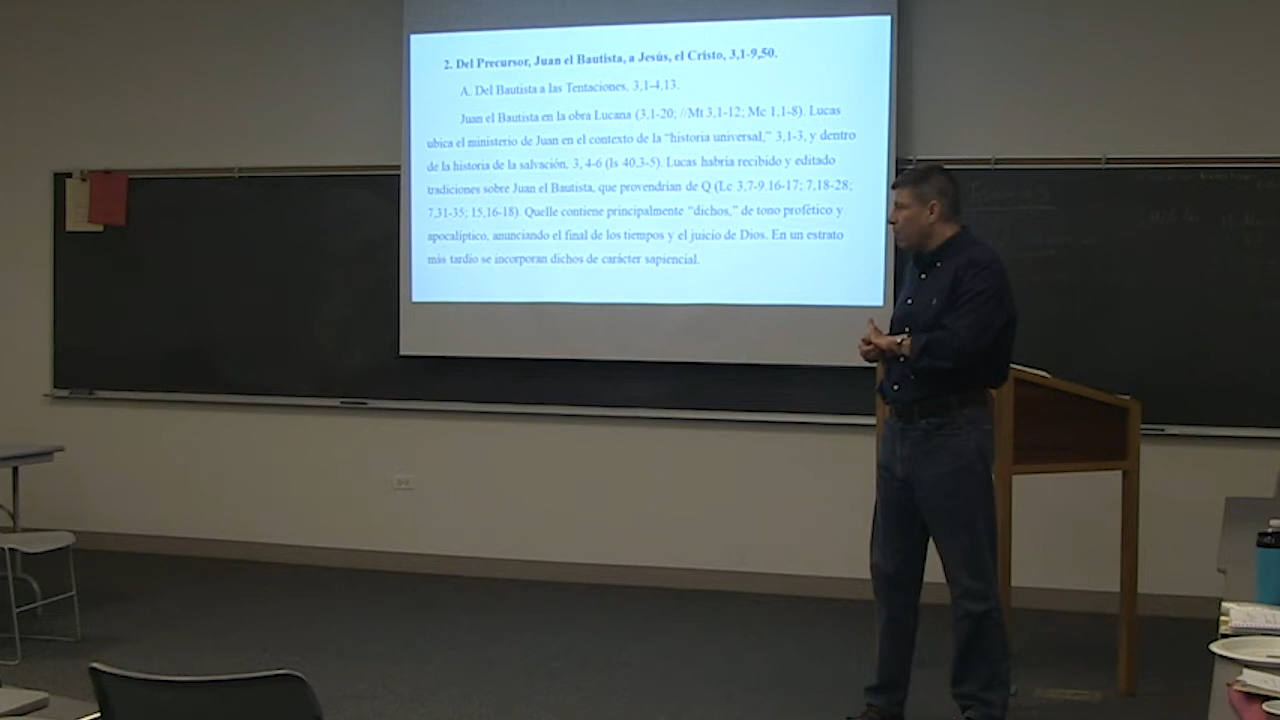 2. Del Precursor, Juan el Bautista, a Jesús, el Cristo, 3,1-9,50.
A. Del Bautista a las Tentaciones, 3,1-4,13.
Juan el Bautista en la obra Lucana (3,1-20; //Mt 3,1-12; Mc 1,1-8). Lucas
ubica el ministerio de Juan en el contexto de la “historia universal,” 3,1-3, y dentro
de la historia de la salvación, 3, 4-6 (Is 40,3-5). Lucas habría recibido y editado
tradiciones sobre Juan el Bautista, que provendrían de Q (Lc 3,7-9.16-17; 7,18-28;
7,31-35; 15,16-18). Quelle contiene principalmente “dichos,” de tono profético y
apocalíptico, anunciando el final de los tiempos y el juicio de Dios. En un estrato
más tardío se incorporan dichos de carácter sapiencial.